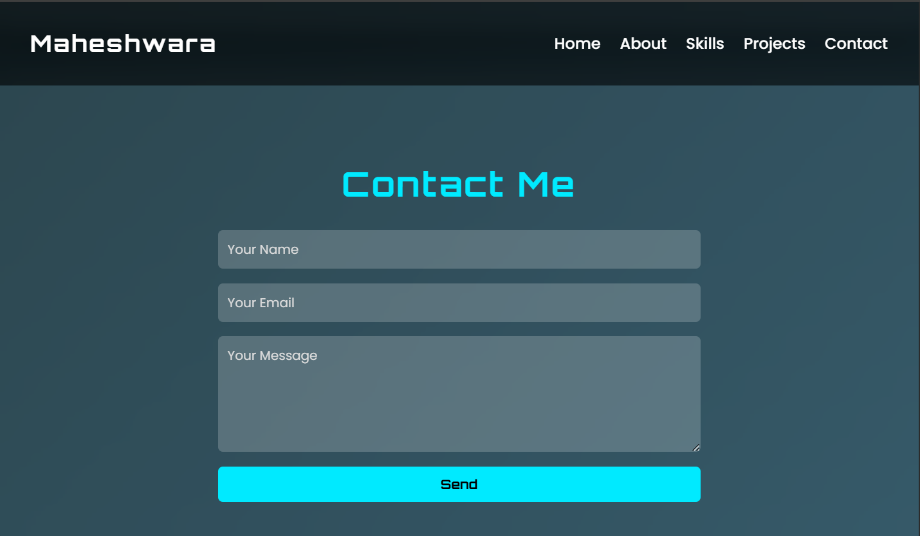 Maheshwara
Home About Skills Projects Contact
Contact Me
Your Name
Your Email
Your Message
Send